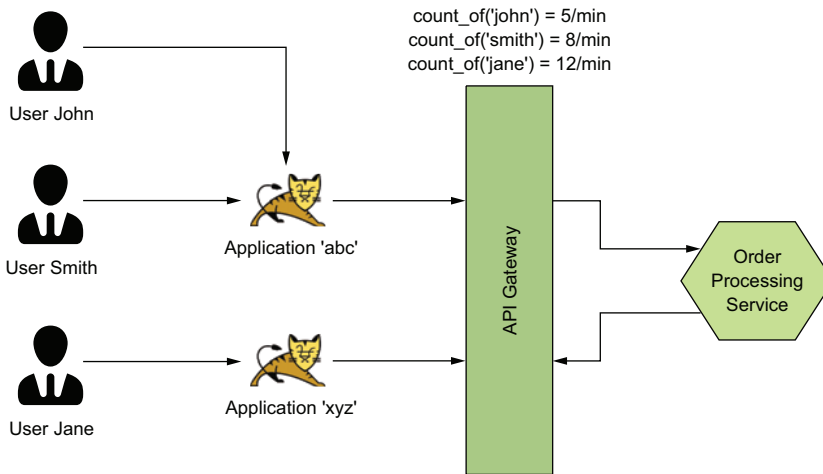 count_of('john') = 5/min
count_of('smith') = 8/min
count_of('jane') = 12/min
User John
User Smith
User Jane
Application 'abc'
Application 'xyz'
API Gateway
Order
Processing
Service